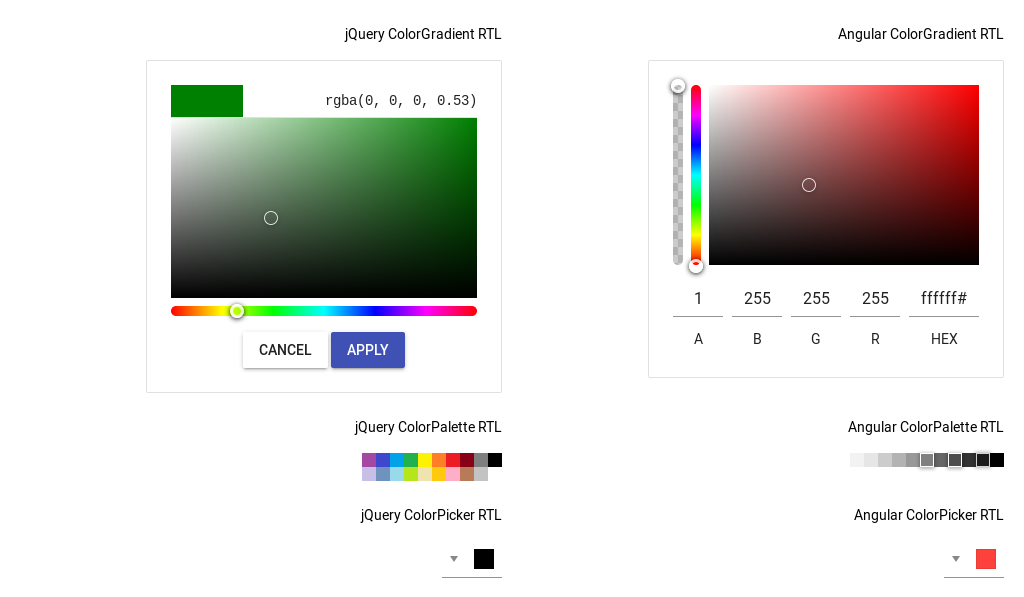 jQuery ColorGradient RTL
rgba(0, 0, 0, 0.53)
CANCEL APPLY
jQuery ColorPalette RTL
jQuery ColorPicker RTL
Angular ColorGradient RTL
1 255 255 255 ffffff#
A B G R HEX
Angular ColorPalette RTL
Angular ColorPicker RTL